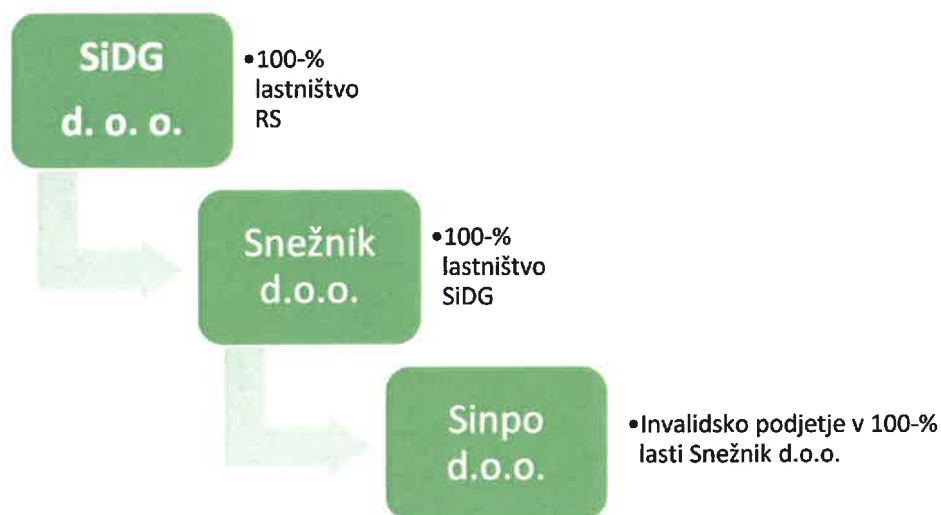 SiDG
d. o. o.
•100-%
lastništvo
RS
Snežnik
d.o.o.
•100-%
lastništvo
SiDG
Sinpo
d.o.o.
•Invalidsko podjetje v 100-%
lasti Snežnik d.o.o.